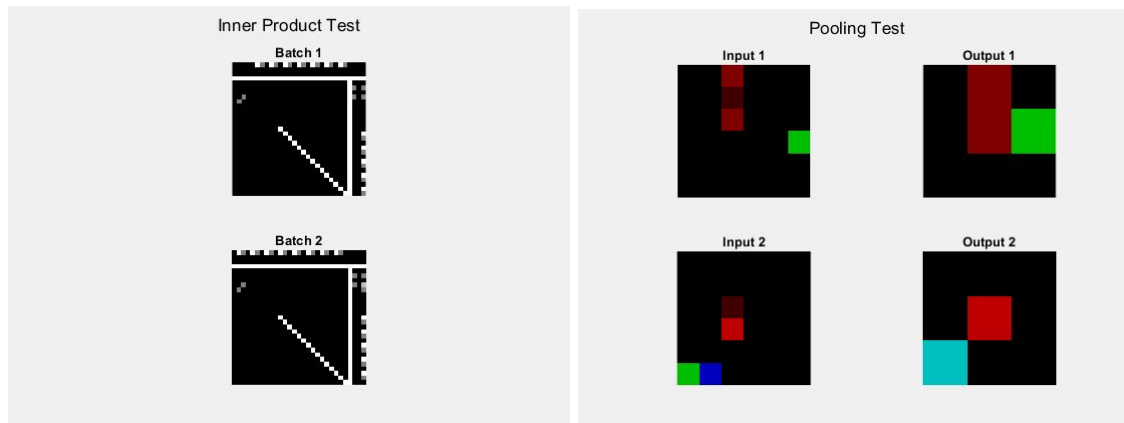 Inner Product Test
Batch 1
Batch 2
Pooling Test
Input 1
Output 1
Input 2
Output 2